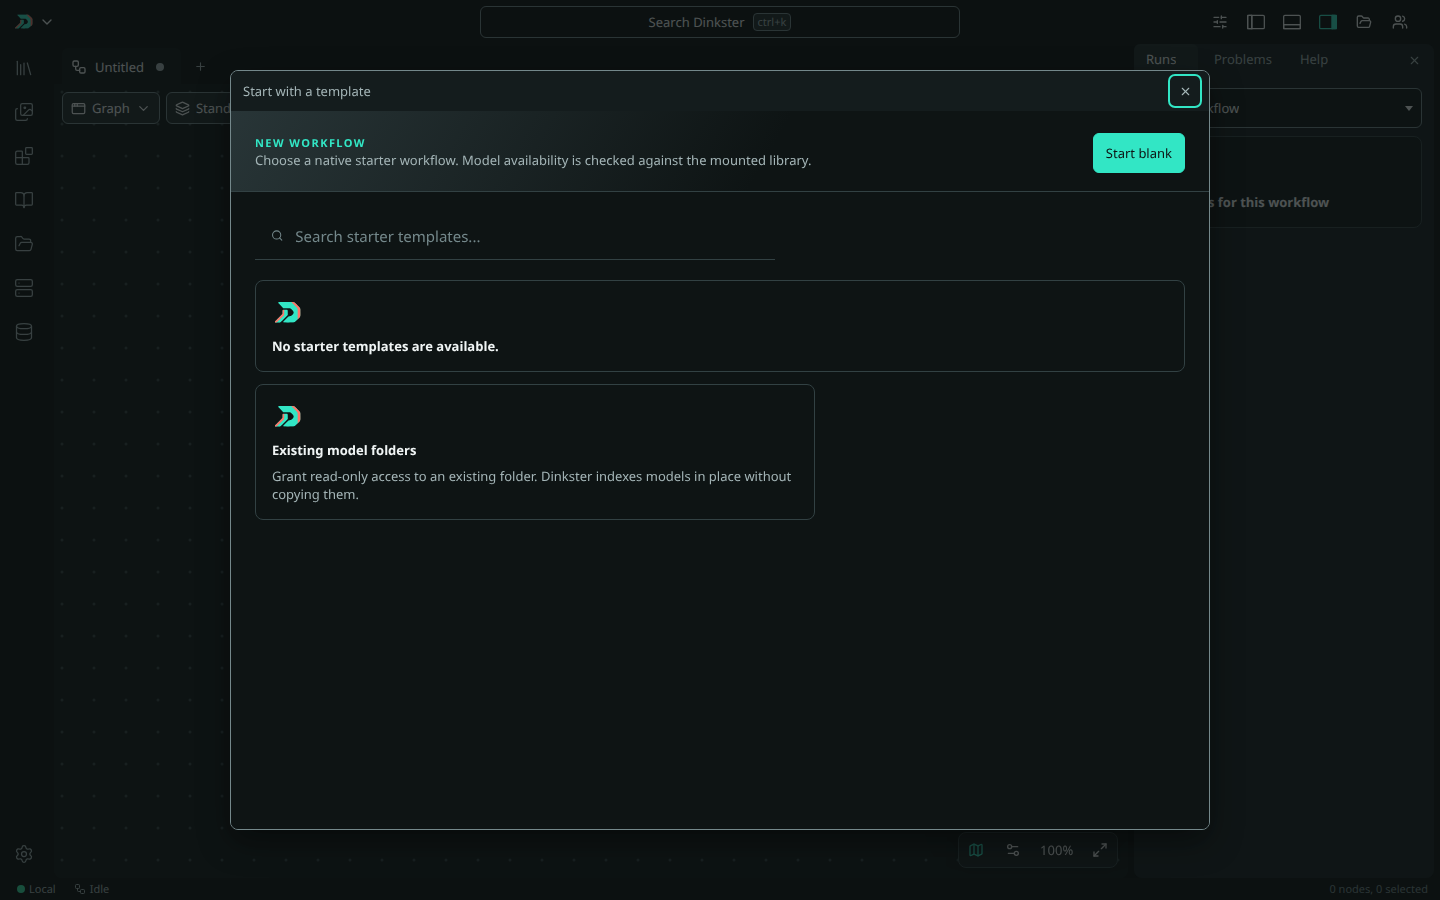 Search Dinkster ctrl+k
Untitled
Runs Problems Help
Graph
Stand
kflow
s for this workflow
Start with a template
NEW WORKFLOW
Choose a native starter workflow. Model availability is checked against the mounted library.
Start blank
Search starter templates...
No starter templates are available.
Existing model folders
Grant read-only access to an existing folder. Dinkster indexes models in place without
copying them.
100%
Local Idle
0 nodes, 0 selected